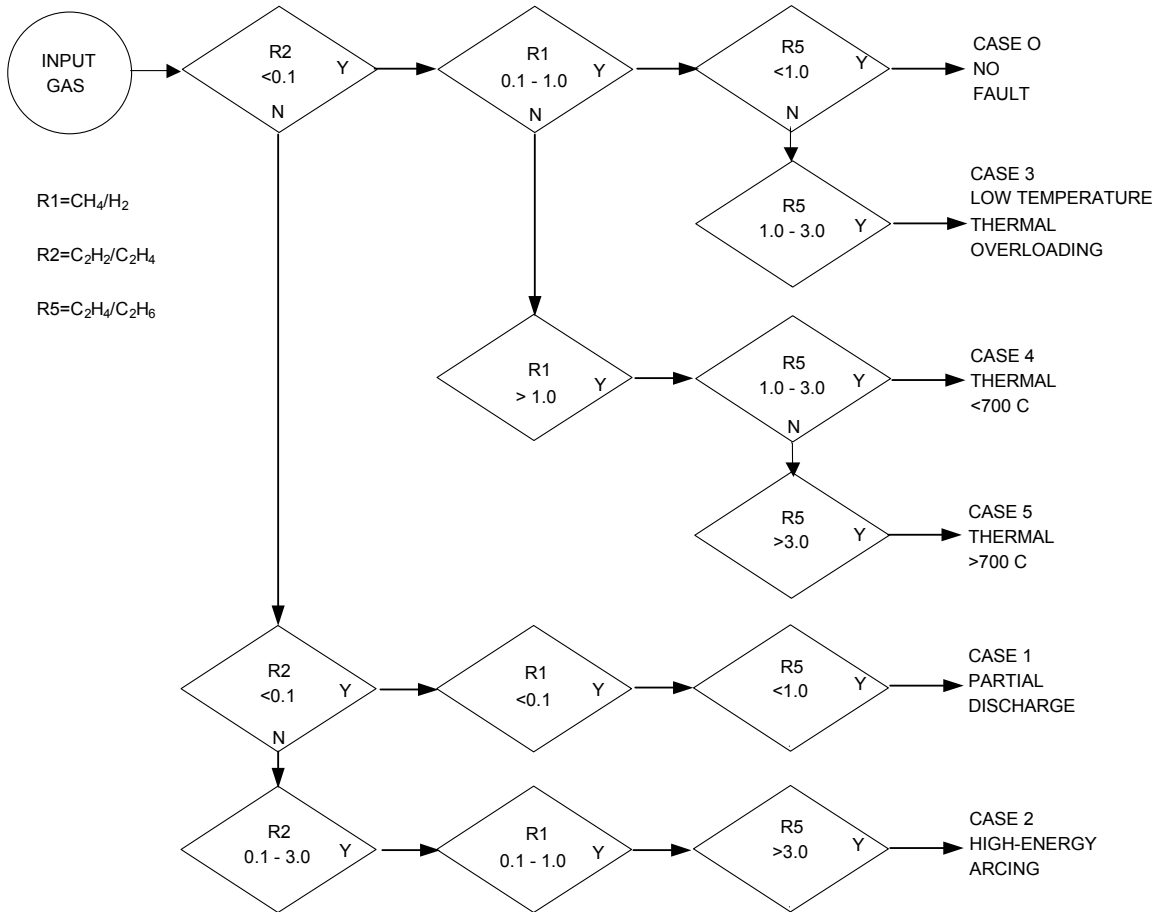 INPUT
GAS
R2
<0.1
Y
N
R1
0.1 - 1.0
Y
N
R5
<1.0
Y
N
CASE O
NO
FAULT
R5
1.0 - 3.0
Y
CASE 3
LOW TEMPERATURE
THERMAL
OVERLOADING
R1=CH₄/H₂
R2=C₂H₂/C₂H₄
R5=C₂H₄/C₂H₆
R1
> 1.0
Y
R5
1.0 - 3.0
Y
N
CASE 4
THERMAL
<700 C
R5
>3.0
Y
CASE 5
THERMAL
>700 C
R2
<0.1
Y
N
R1
<0.1
Y
R5
<1.0
Y
CASE 1
PARTIAL
DISCHARGE
R2
0.1 - 3.0
Y
R1
0.1 - 1.0
Y
R5
>3.0
Y
CASE 2
HIGH-ENERGY
ARCING